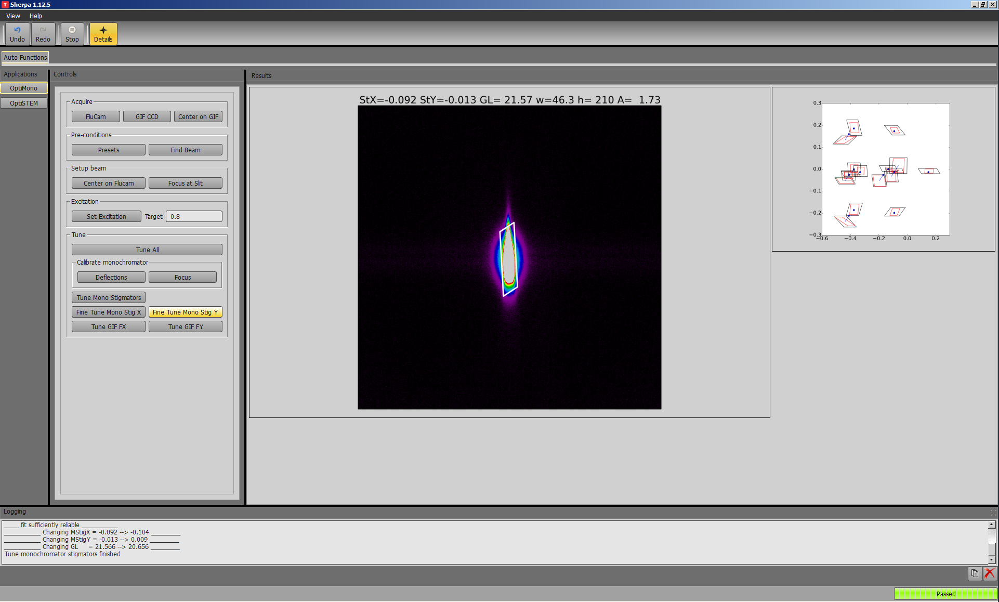 Sherpa 1.12.5
View Help
Undo Redo Stop Details
Auto Functions
Applications
OptiMono
OptiSTEM
Controls
Acquire
FluCam GIF CCD Center on GIF
Pre-conditions
Presets Find Beam
Setup beam
Center on Flucam Focus at Slit
Excitation
Set Excitation Target 0.8
Tune
Tune All
Calibrate monochromator
Deflections Focus
Tune Mono Stigmators
Fine Tune Mono Stig X Fine Tune Mono Stig Y
Tune GIF FX Tune GIF FY
Results
StX=-0.092 StY=-0.013 GL= 21.57 w=46.3 h= 210 A= 1.73
0.3
0.2
0.1
0.0
−0.1
−0.2
−0.3
−0.6 −0.4 −0.2 0.0 0.2
Logging
____ fit sufficiently reliable __________
__________ Changing MStigX = -0.092 --> -0.104 ________
__________ Changing MStigY = -0.013 --> 0.009 ________
__________ Changing GL = 21.566 --> 20.656 ________
Tune monochromator stigmators finished
Passed